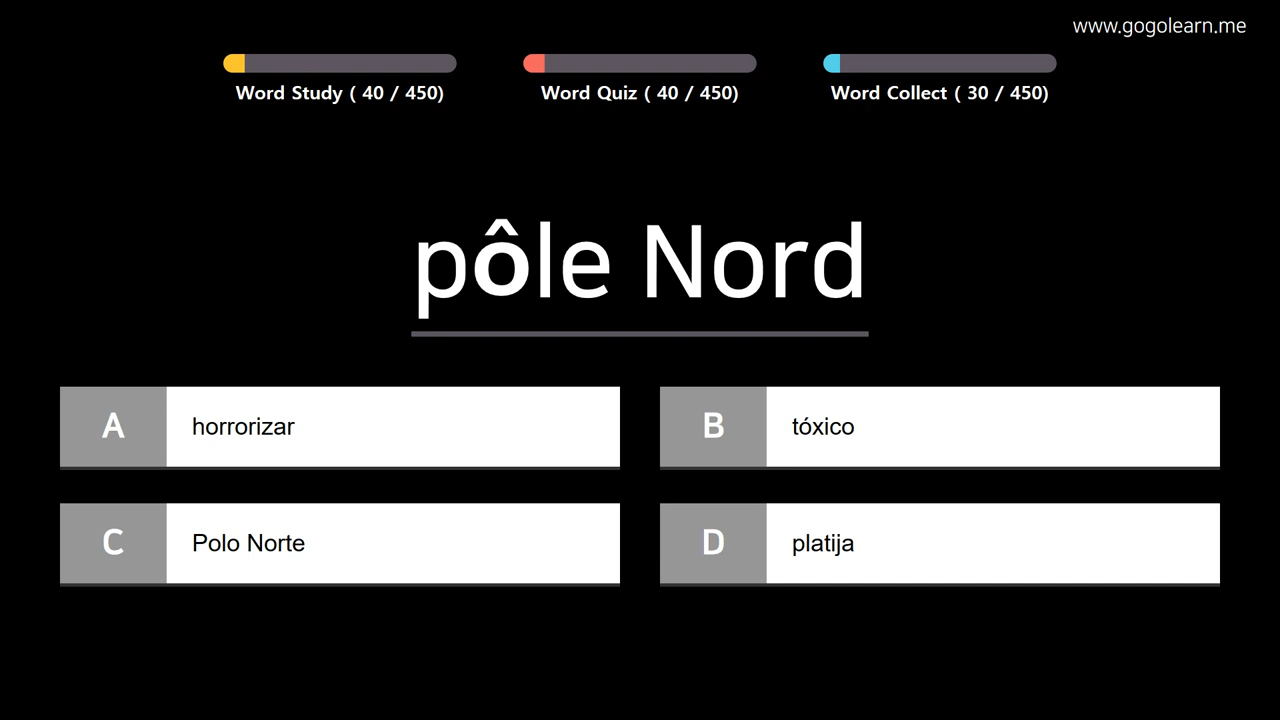 www.gogolearn.me
Word Study ( 40 / 450)
Word Quiz ( 40 / 450)
Word Collect ( 30 / 450)
pôle Nord
A horrorizar
B tóxico
C Polo Norte
D platija